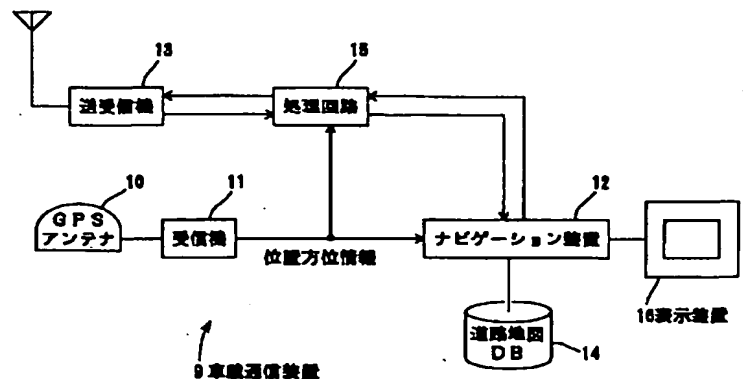 13
送受信機
15
処理回路
10
GPS
アンテナ
11
受信機
位置方位情報
12
ナビゲーション装置
16表示装置
道路地図
DB
14
9車載通信装置